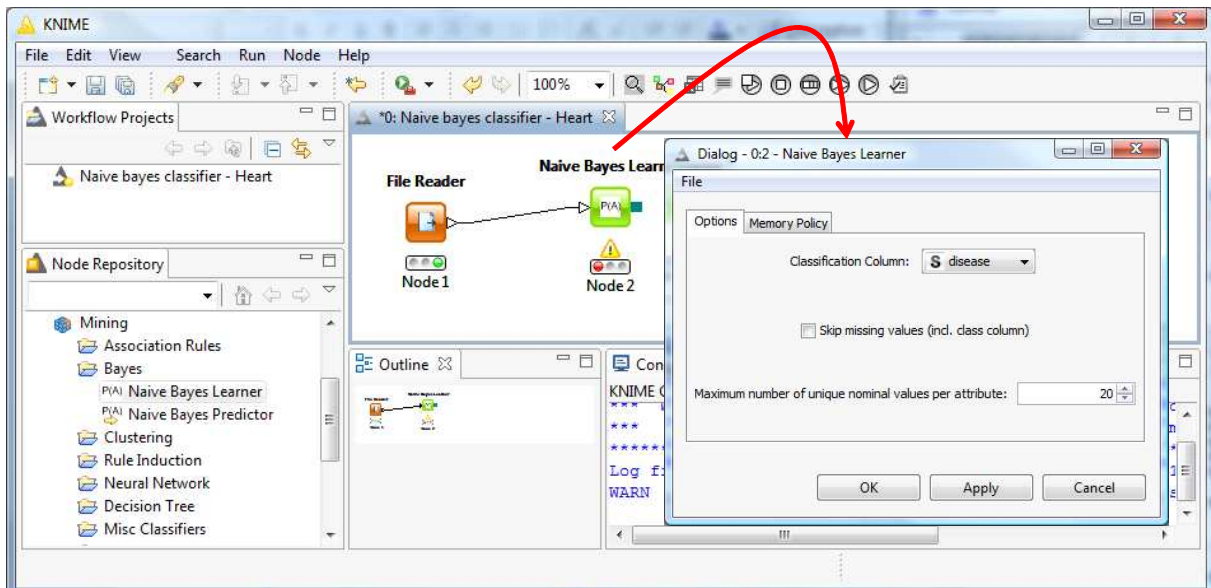 KNIME
File Edit View Search Run Node Help
100%
Workflow Projects
Naive bayes classifier - Heart
Node Repository
Mining
Association Rules
Bayes
P(A) Naive Bayes Learner
P(A) Naive Bayes Predictor
Clustering
Rule Induction
Neural Network
Decision Tree
Misc Classifiers
*0: Naive bayes classifier - Heart
File Reader
Node 1
Naive Bayes Learn
P(A)
Node 2
Outline
Con
KNIME
***
***
Log f
WARN
Dialog - 0:2 - Naive Bayes Learner
File
Options Memory Policy
Classification Column: S disease
Skip missing values (incl. class column)
Maximum number of unique nominal values per attribute: 20
OK Apply Cancel